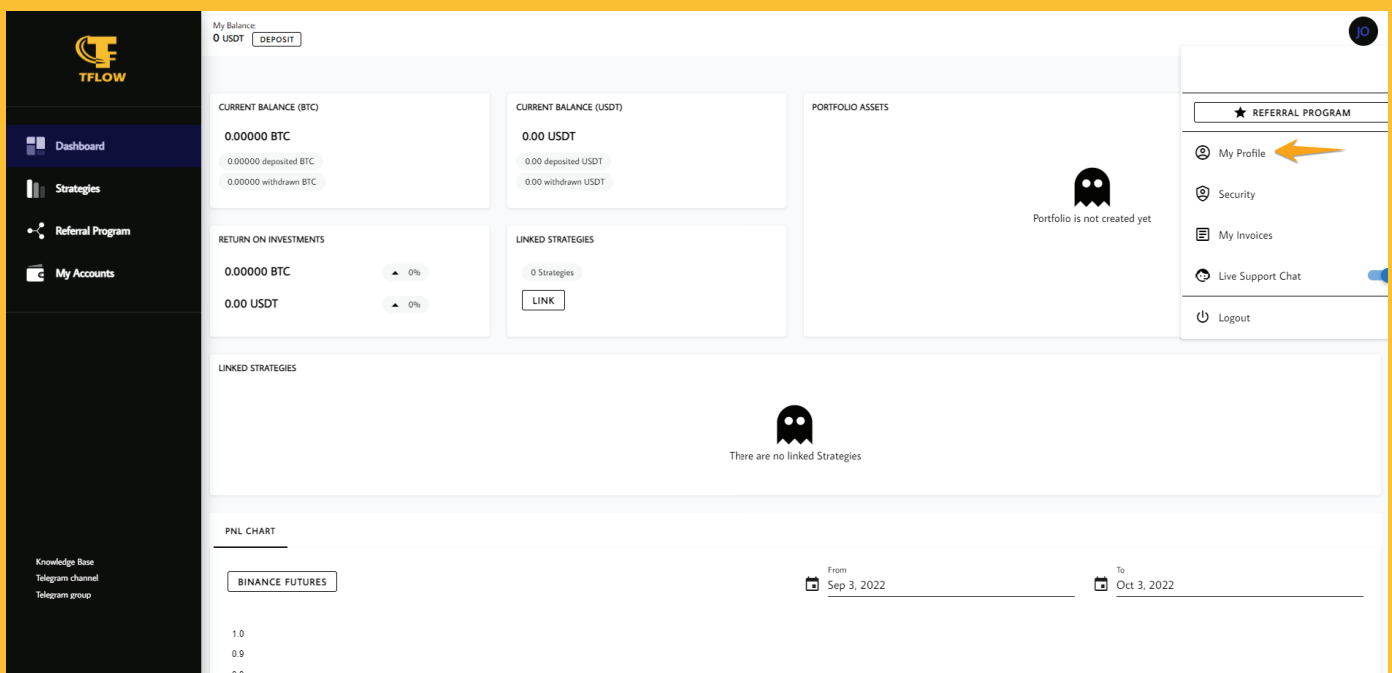 TFLOW
Dashboard
Strategies
Referral Program
My Accounts
Knowledge Base
Telegram channel
Telegram group
My Balance:
0 USDT DEPOSIT
JO
CURRENT BALANCE (BTC)
0.00000 BTC
0.00000 deposited BTC
0.00000 withdrawn BTC
CURRENT BALANCE (USDT)
0.00 USDT
0.00 deposited USDT
0.00 withdrawn USDT
PORTFOLIO ASSETS
Portfolio is not created yet
REFERRAL PROGRAM
My Profile
Security
My Invoices
Live Support Chat
Logout
RETURN ON INVESTMENTS
0.00000 BTC 0%
0.00 USDT 0%
LINKED STRATEGIES
0 Strategies
LINK
LINKED STRATEGIES
There are no linked Strategies
PNL CHART
BINANCE FUTURES
From
Sep 3, 2022
To
Oct 3, 2022
1.0
0.9